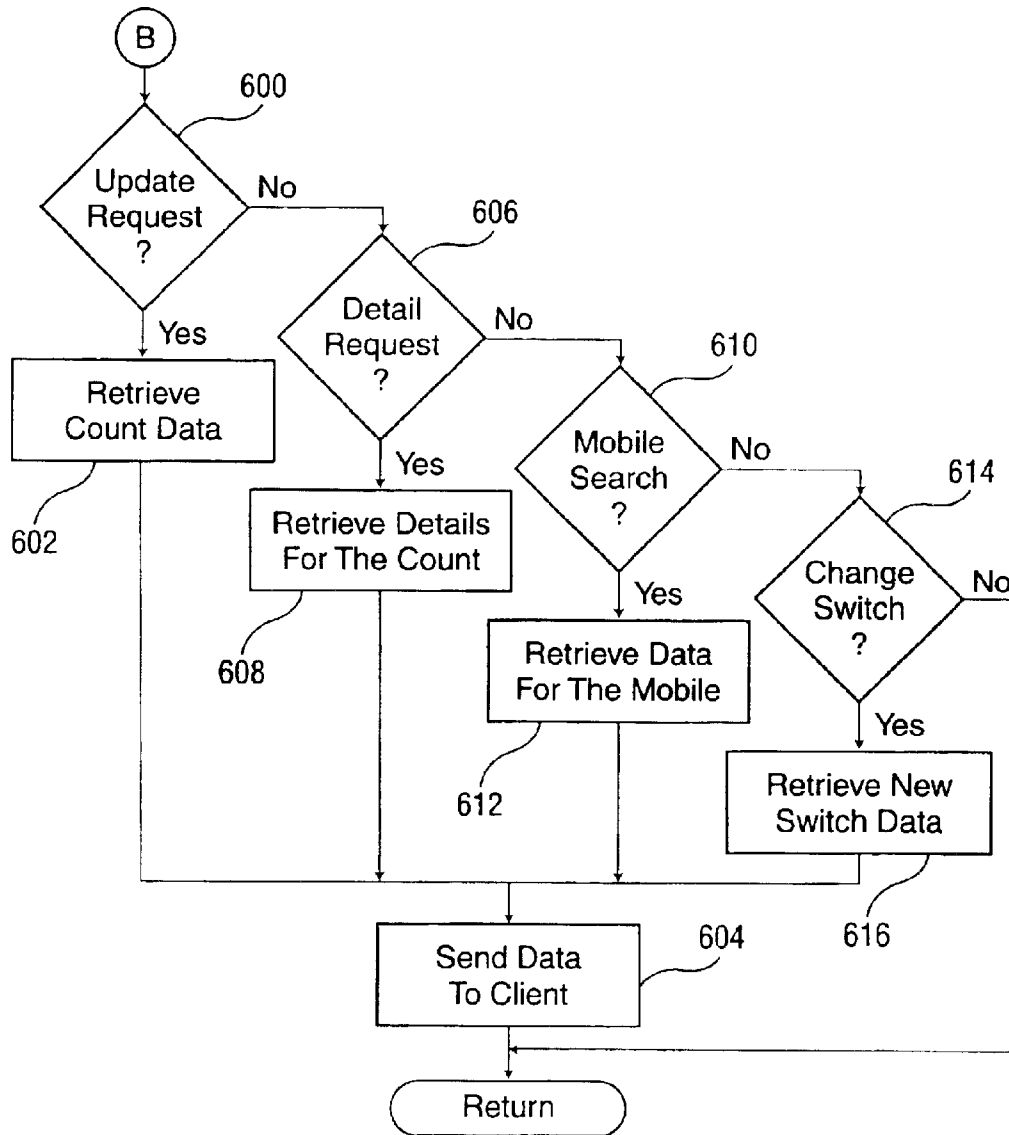 B
600
Update
Request
?
No
606
Yes
Detail
Request
?
No
610
Retrieve
Count Data
602
Yes
Mobile
Search
?
No
614
Retrieve Details
For The Count
608
Yes
Change
Switch
?
No
Retrieve Data
For The Mobile
612
Yes
Retrieve New
Switch Data
616
Send Data
To Client
604
Return